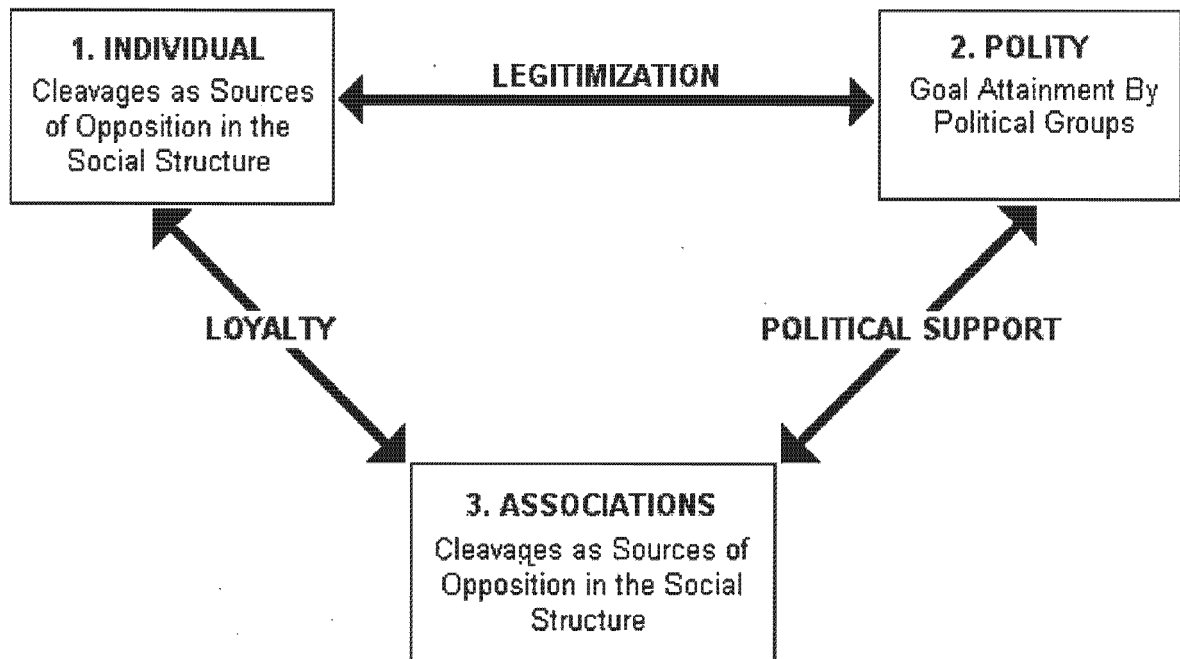 1. INDIVIDUAL
Cleavages as Sources
of Opposition in the
Social Structure
LEGITIMIZATION
2. POLITY
Goal Attainment By
Political Groups
LOYALTY
POLITICAL SUPPORT
3. ASSOCIATIONS
Cleavages as Sources of
Opposition in the Social
Structure